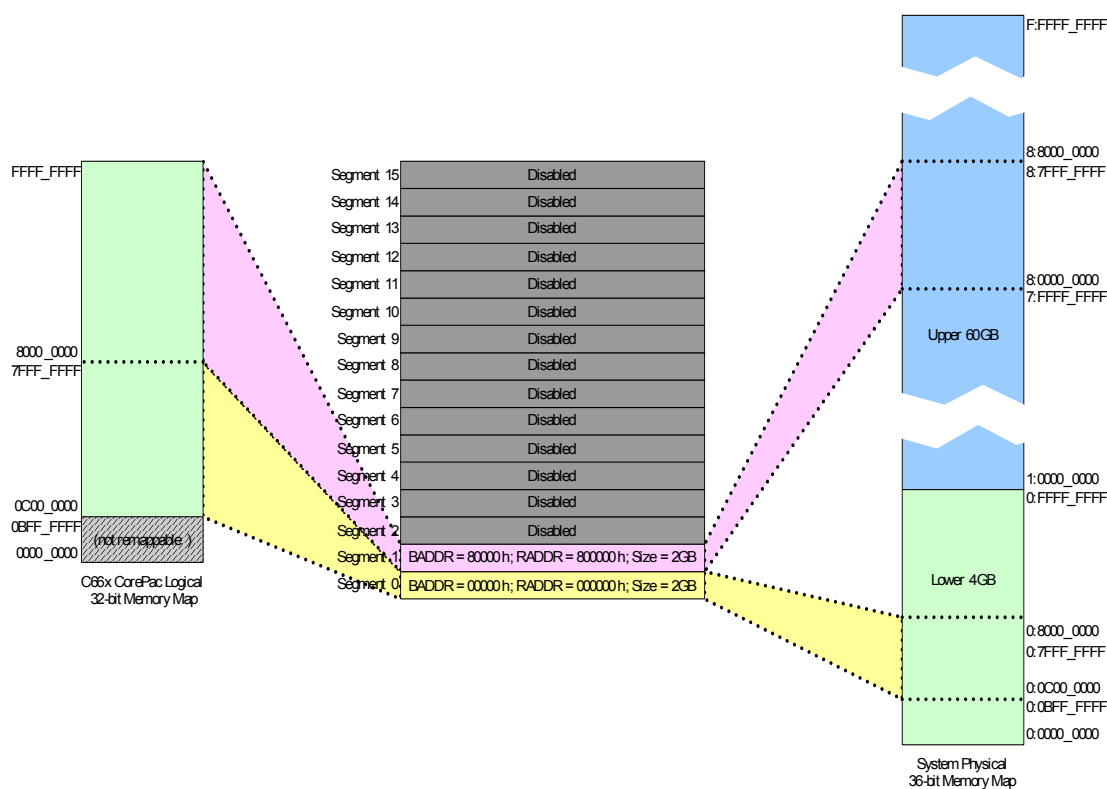 FFFF_FFFF
8000_0000
7FFF_FFFF
0C00_0000
0BFF_FFFF
0000_0000
(not remappable )
C66x CorePac Logical
32-bit Memory Map
Segment 15 Disabled
Segment 14 Disabled
Segment 13 Disabled
Segment 12 Disabled
Segment 11 Disabled
Segment 10 Disabled
Segment 9 Disabled
Segment 8 Disabled
Segment 7 Disabled
Segment 6 Disabled
Segment 5 Disabled
Segment 4 Disabled
Segment 3 Disabled
Segment 2 Disabled
Segment 1 BADDR = 80000h; RADDR = 800000h; Size = 2GB
Segment 0 BADDR = 00000h; RADDR = 000000h; Size = 2GB
F:FFFF_FFFF
8:8000_0000
8:7FFF_FFFF
8:0000_0000
7:FFFF_FFFF
Upper 60GB
1:0000_0000
0:FFFF_FFFF
Lower 4GB
0:8000_0000
0:7FFF_FFFF
0:0C00_0000
0:0BFF_FFFF
0:0000_0000
System Physical
36-bit Memory Map